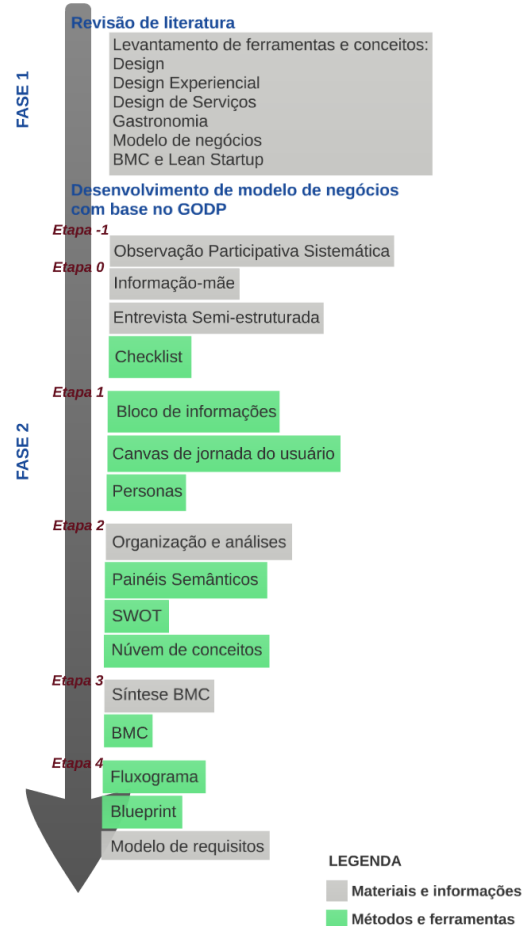 Revisão de literatura
FASE 1
Levantamento de ferramentas e conceitos:
Design
Design Experiencial
Design de Serviços
Gastronomia
Modelo de negócios
BMC e Lean Startup
Desenvolvimento de modelo de negócios
com base no GODP
FASE 2
Etapa -1
Observação Participativa Sistemática
Etapa 0
Informação-mãe
Entrevista Semi-estruturada
Checklist
Etapa 1
Bloco de informações
Canvas de jornada do usuário
Personas
Etapa 2
Organização e análises
Painéis Semânticos
SWOT
Núvem de conceitos
Etapa 3
Síntese BMC
BMC
Etapa 4
Fluxograma
Blueprint
Modelo de requisitos
LEGENDA
Materiais e informações
Métodos e ferramentas